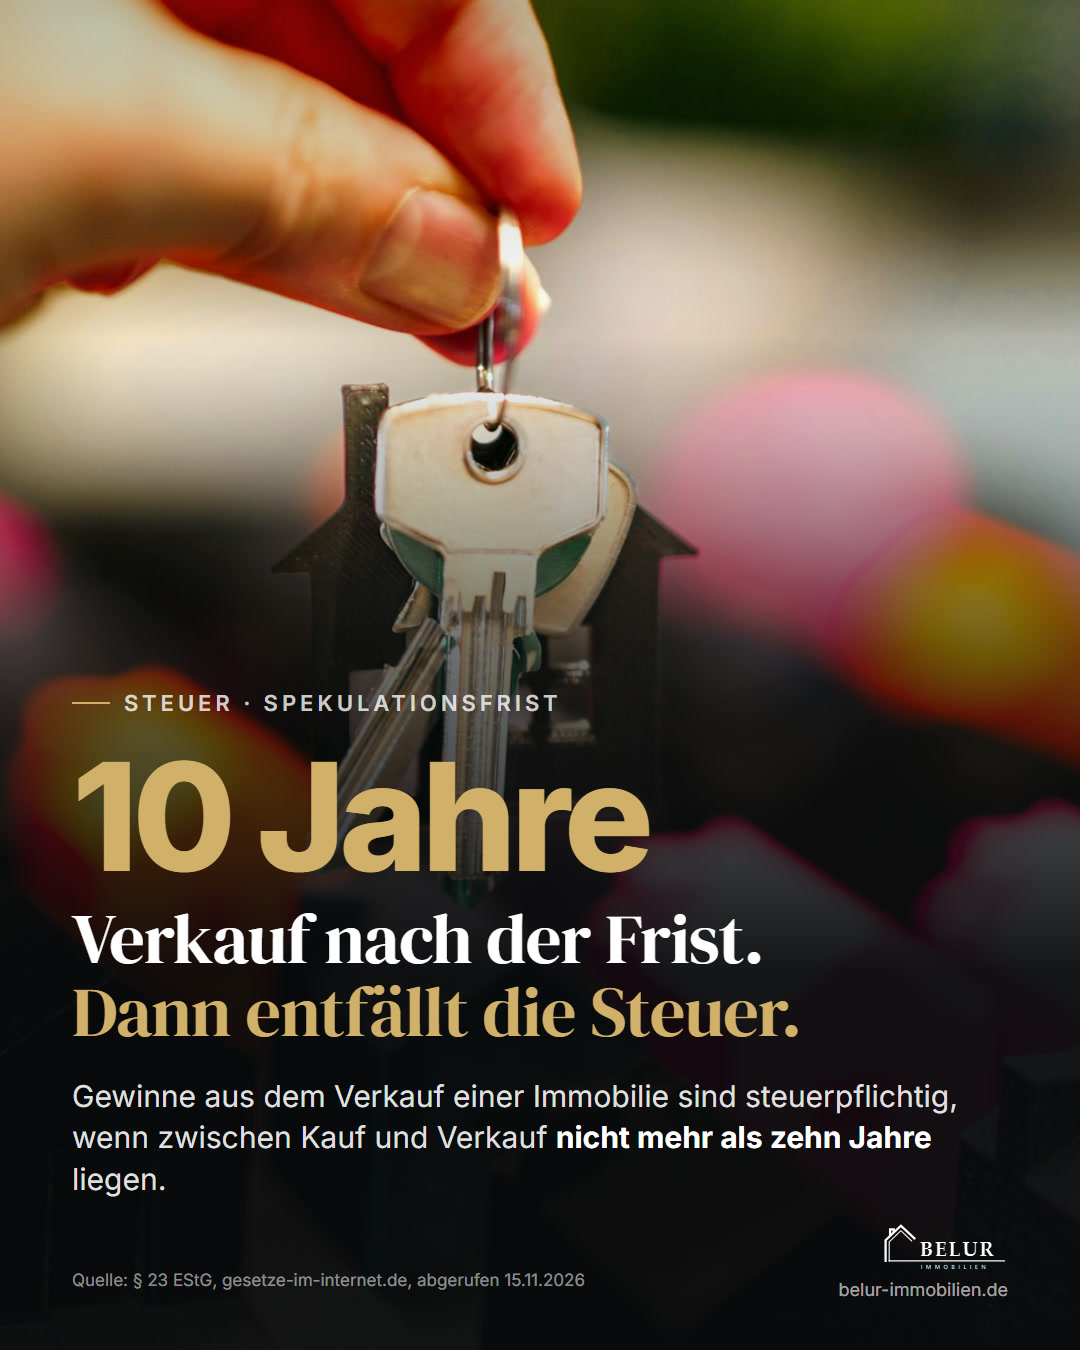 STEUER · SPEKULATIONSFRIST
10 Jahre
Verkauf nach der Frist.
Dann entfällt die Steuer.
Gewinne aus dem Verkauf einer Immobilie sind steuerpflichtig,
wenn zwischen Kauf und Verkauf nicht mehr als zehn Jahre
liegen.
BELUR
IMMOBILIEN
Quelle: § 23 EStG, gesetze-im-internet.de, abgerufen 15.11.2026
belur-immobilien.de